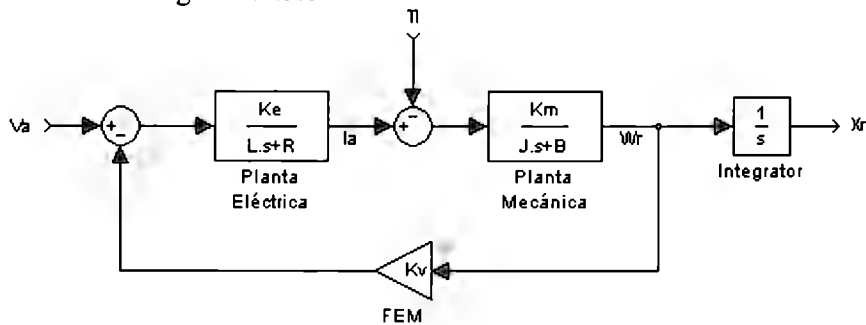 Tl
Va
+
-
Ke
L.s+R
Ia
+
-
Km
J.s+B
Wr
1
s
Xr
Planta
Eléctrica
Planta
Mecánica
Integrator
Kv
FEM